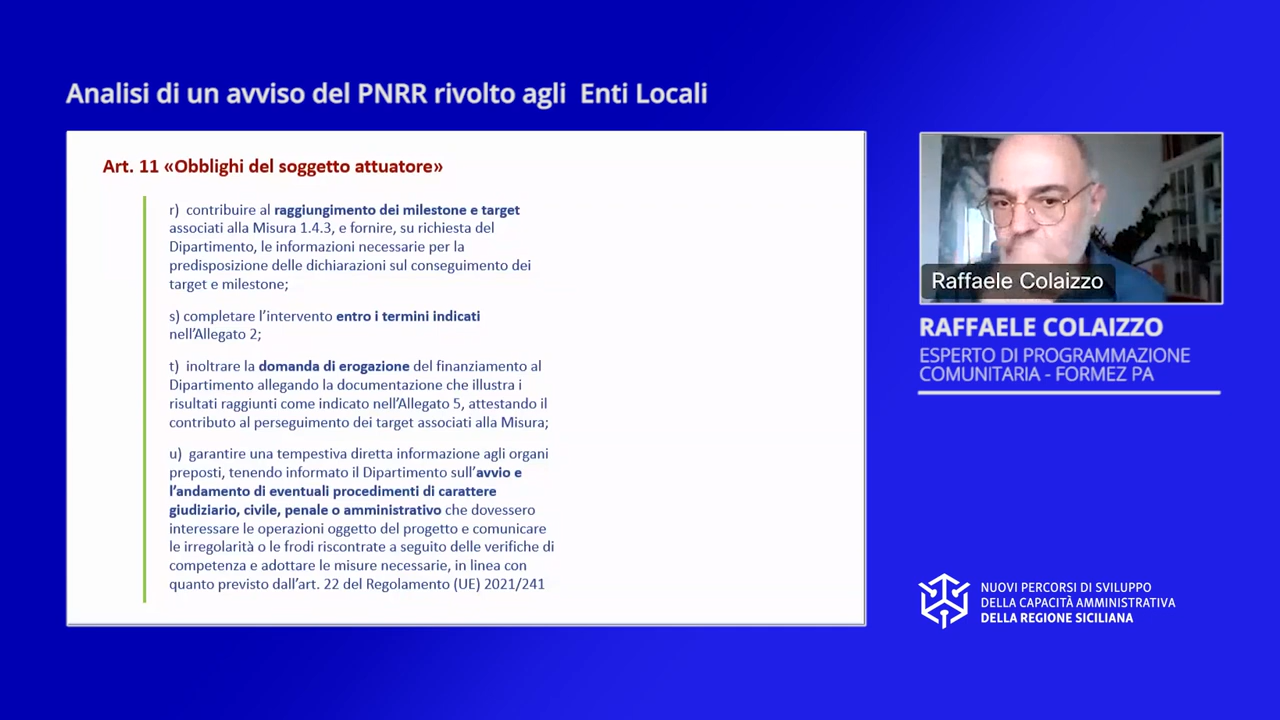 Analisi di un avviso del PNRR rivolto agli Enti Locali
Art. 11 «Obblighi del soggetto attuatore»
r) contribuire al raggiungimento dei milestone e target
associati alla Misura 1.4.3, e fornire, su richiesta del
Dipartimento, le informazioni necessarie per la
predisposizione delle dichiarazioni sul conseguimento dei
target e milestone;
s) completare l'intervento entro i termini indicati
nell'Allegato 2;
t) inoltrare la domanda di erogazione del finanziamento al
Dipartimento allegando la documentazione che illustra i
risultati raggiunti come indicato nell'Allegato 5, attestando il
contributo al perseguimento dei target associati alla Misura;
u) garantire una tempestiva diretta informazione agli organi
preposti, tenendo informato il Dipartimento sull'avvio e
l'andamento di eventuali procedimenti di carattere
giudiziario, civile, penale o amministrativo che dovessero
interessare le operazioni oggetto del progetto e comunicare
le irregolarità o le frodi riscontrate a seguito delle verifiche di
competenza e adottare le misure necessarie, in linea con
quanto previsto dall'art. 22 del Regolamento (UE) 2021/241
Raffaele Colaizzo
RAFFAELE COLAIZZO
ESPERTO DI PROGRAMMAZIONE
COMUNITARIA - FORMEZ PA
NUOVI PERCORSI DI SVILUPPO
DELLA CAPACITÀ AMMINISTRATIVA
DELLA REGIONE SICILIANA